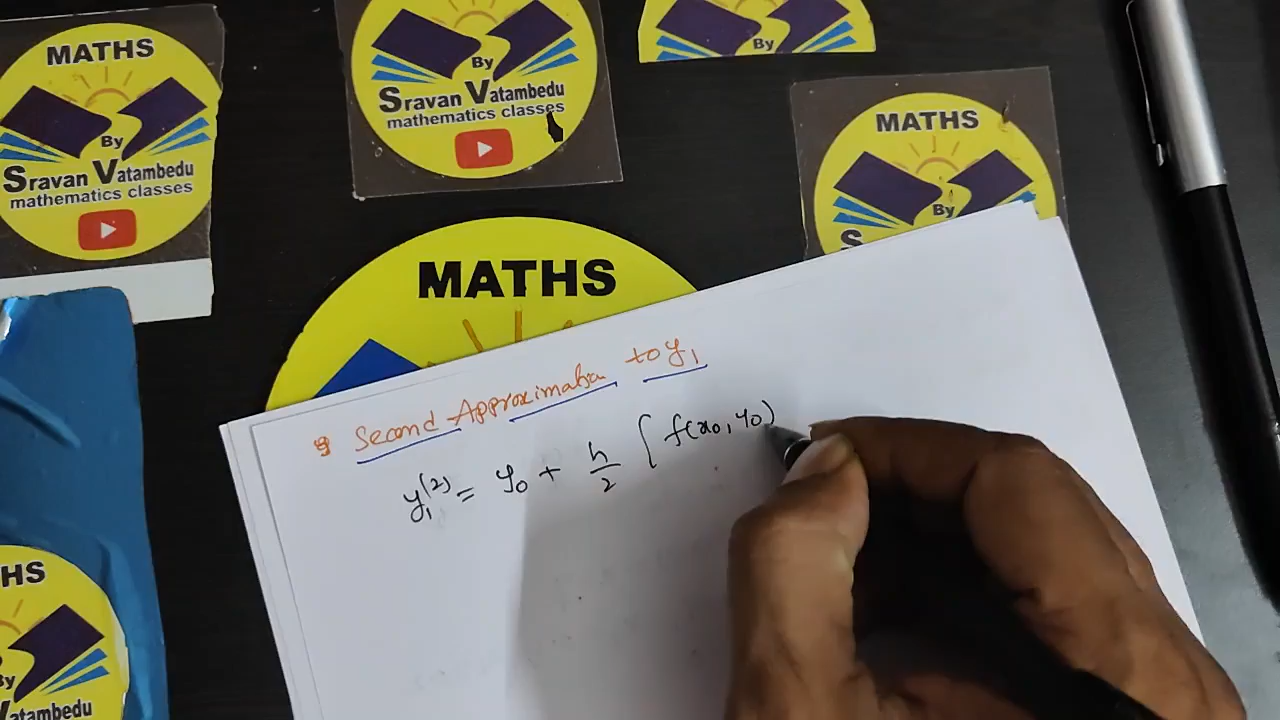 MATHS
By
Sravan Vatambedu
mathematics classes
By
Sravan Vatambedu
mathematics classes
By
MATHS
By
S
MATHS
Second Approximation to y₁
y₁⁽²⁾ = y₀ + h/2 [ f(x₀, y₀)
HS
By
Vatambedu